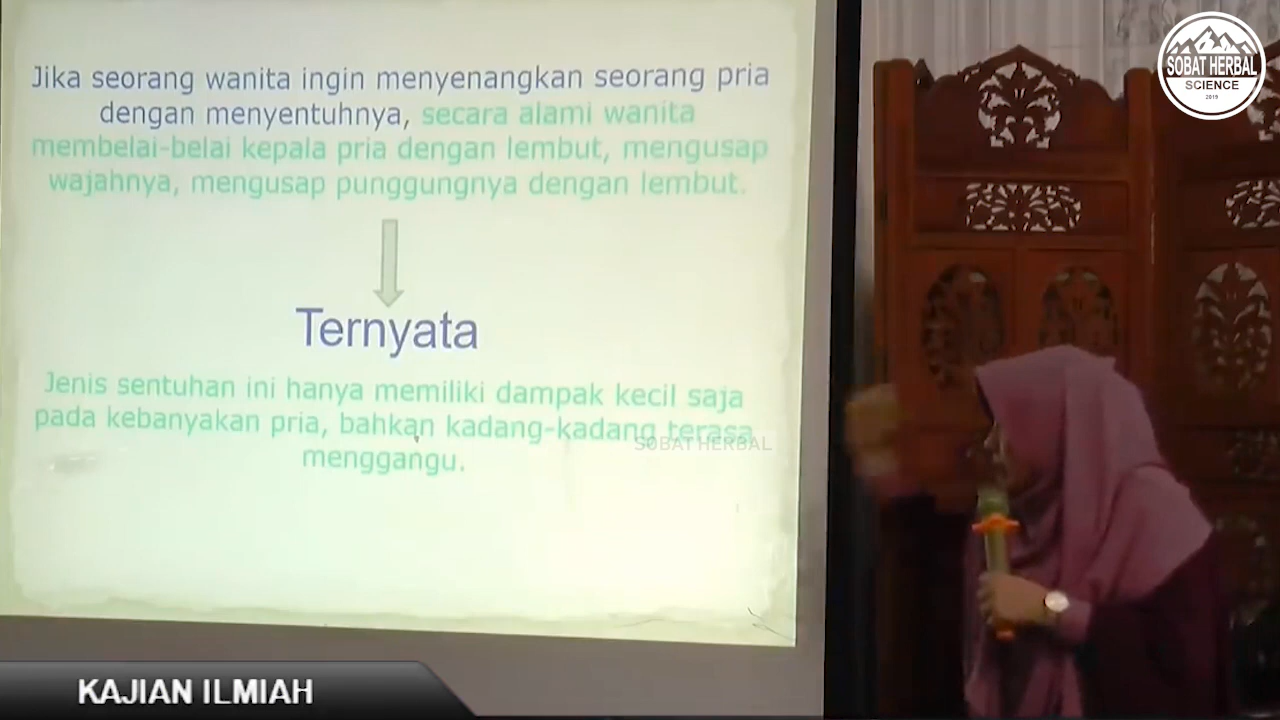 Jika seorang wanita ingin menyenangkan seorang pria
dengan menyentuhnya, secara alami wanita
membelai-belai kepala pria dengan lembut, mengusap
wajahnya, mengusap punggungnya dengan lembut.
Ternyata
Jenis sentuhan ini hanya memiliki dampak kecil saja
pada kebanyakan pria, bahkan kadang-kadang terasa
menggangu.
SOBAT HERBAL
SOBAT HERBAL
SCIENCE
2019
KAJIAN ILMIAH